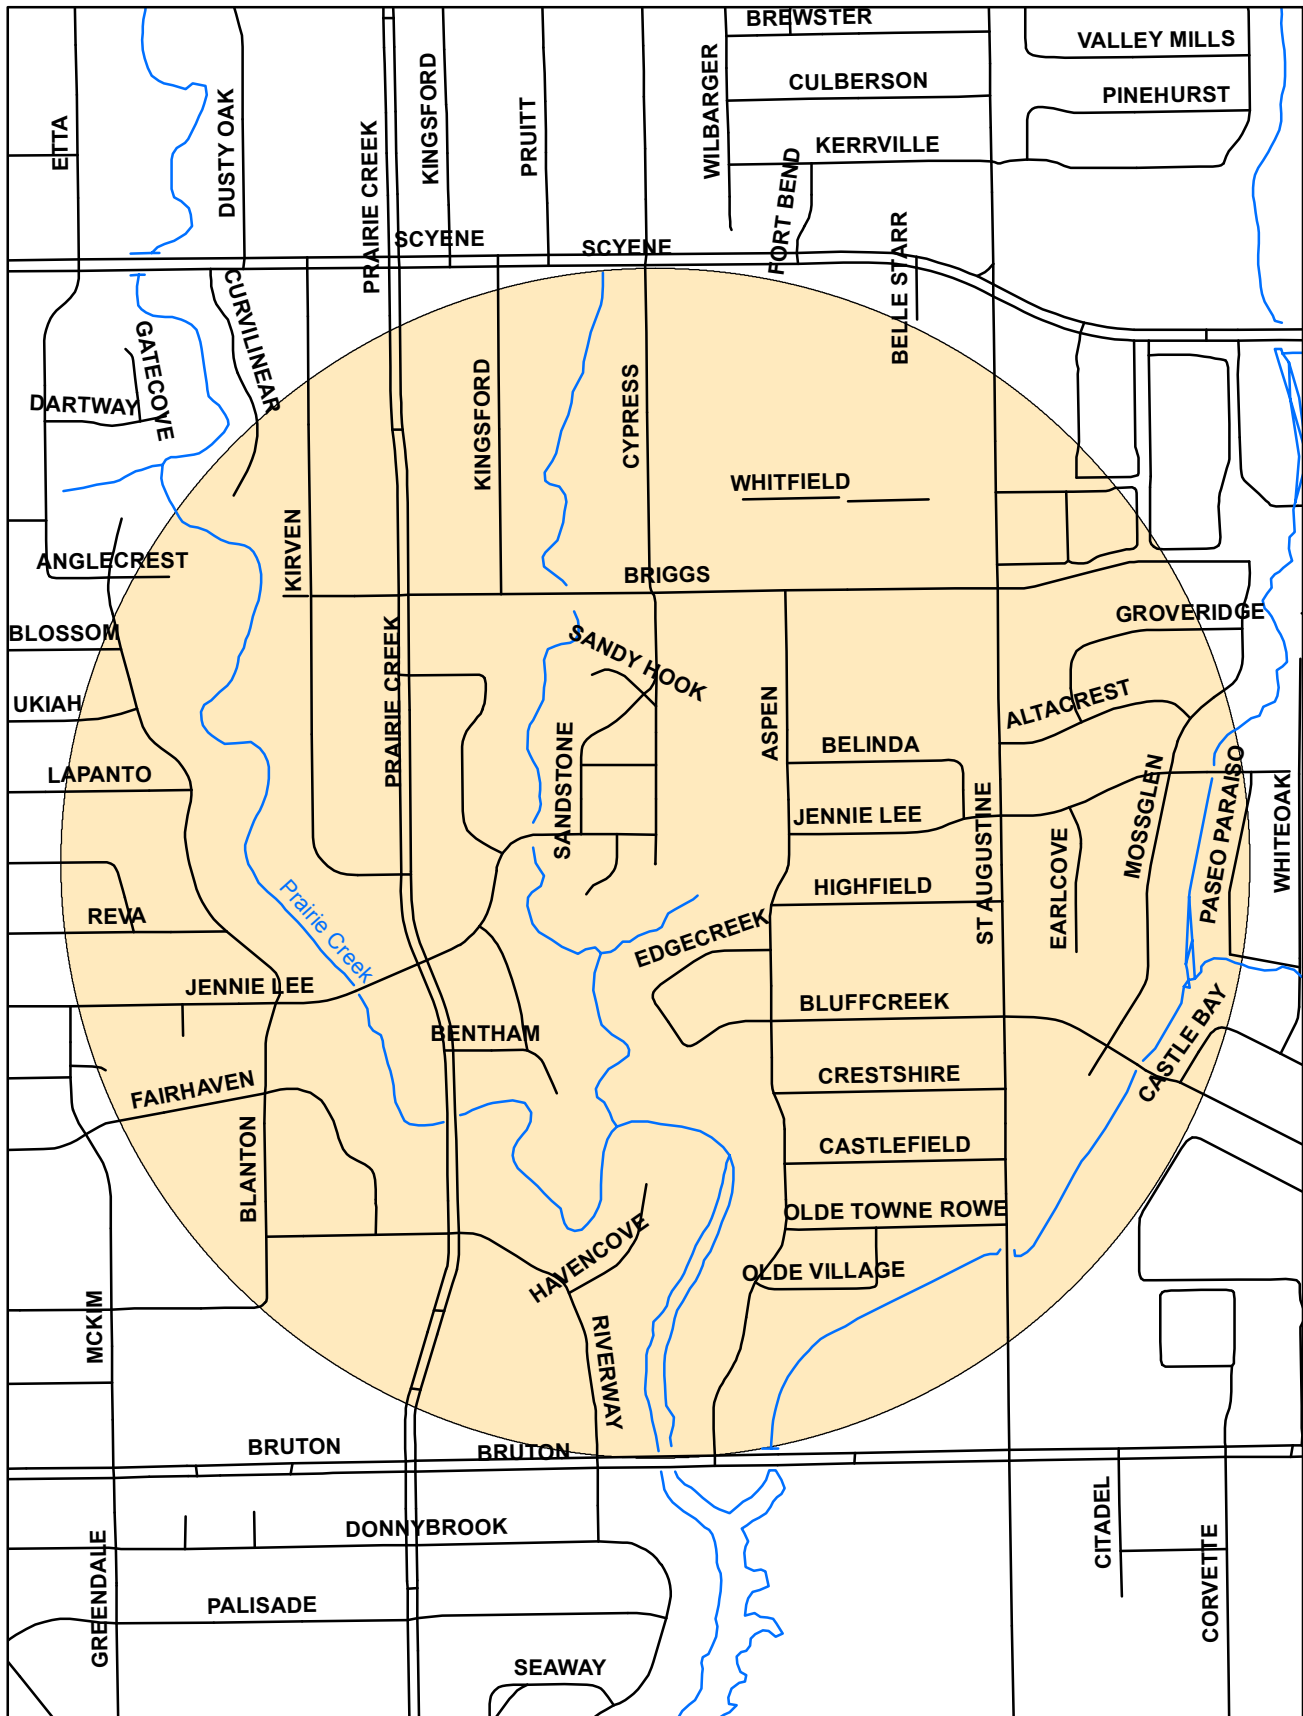 BREWSTER
VALLEY MILLS
CULBERSON
PINEHURST
WILBARGER
KINGSFORD
PRUITT
DUSTY OAK
ETTA
PRAIRIE CREEK
KERRVILLE
FORT BEND
SCYENE
SCYENE
BELLE STARR
CURVILINEAR
GATECOVE
DARTWAY
KINGSFORD
CYPRESS
WHITFIELD
KIRVEN
ANGLECREST
BRIGGS
GROVERIDGE
BLOSSOM
SANDY HOOK
UKIAH
PRAIRIE CREEK
ALTACREST
ASPEN
BELINDA
LAPANTO
SANDSTONE
JENNIE LEE
MOSSGLEN
PASEO PARAISO
WHITEOAK
ST AUGUSTINE
EARLCOVE
HIGHFIELD
REVA
Prairie Creek
EDGECREEK
JENNIE LEE
BLUFFCREEK
BENTHAM
CASTLE BAY
CRESTSHIRE
FAIRHAVEN
CASTLEFIELD
BLANTON
OLDE TOWNE ROWE
HAVENCOVE
OLDE VILLAGE
MCKIM
RIVERWAY
BRUTON
BRUTON
DONNYBROOK
CITADEL
CORVETTE
GREENDALE
PALISADE
SEAWAY